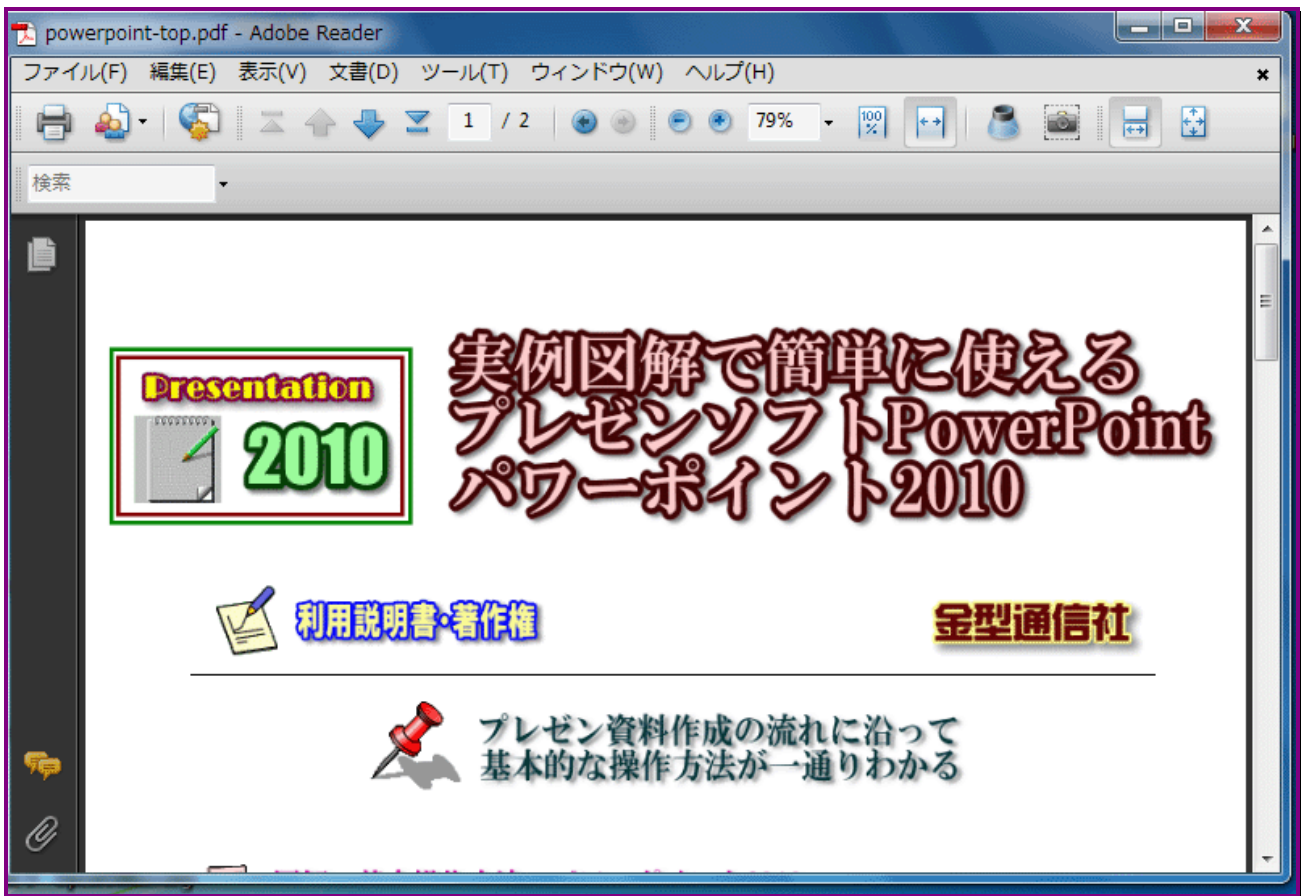 powerpoint-top.pdf - Adobe Reader
ファイル(F) 編集(E) 表示(V) 文書(D) ツール(T) ウィンドウ(W) ヘルプ(H)
1 / 2 79% 100 %
検索
Presentation
2010
実例図解で簡単に使える
プレゼンソフトPowerPoint
パワーポイント2010
利用説明書・著作権
金型通信社
プレゼン資料作成の流れに沿って
基本的な操作方法が一通りわかる